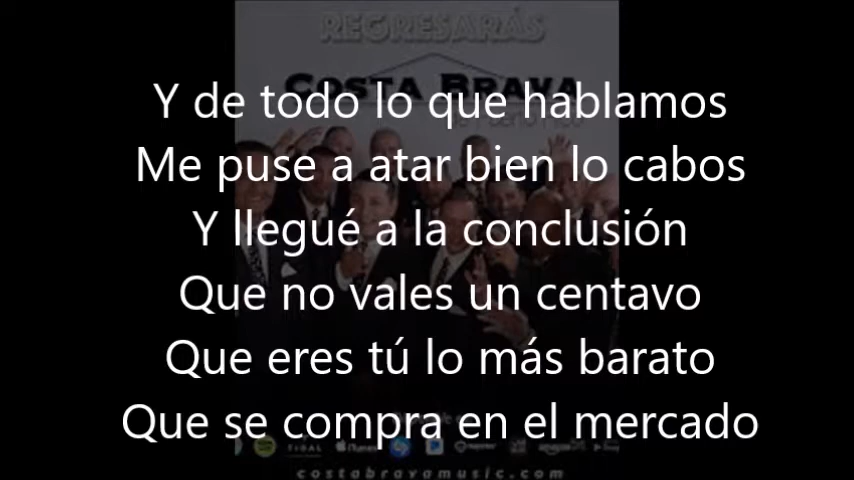 REGRESARÁS
COSTA BRAVA
Y de todo lo que hablamos
Me puse a atar bien lo cabos
Y llegué a la conclusión
Que no vales un centavo
Que eres tú lo más barato
Que se compra en el mercado
TIDAL
costabravamusic.com